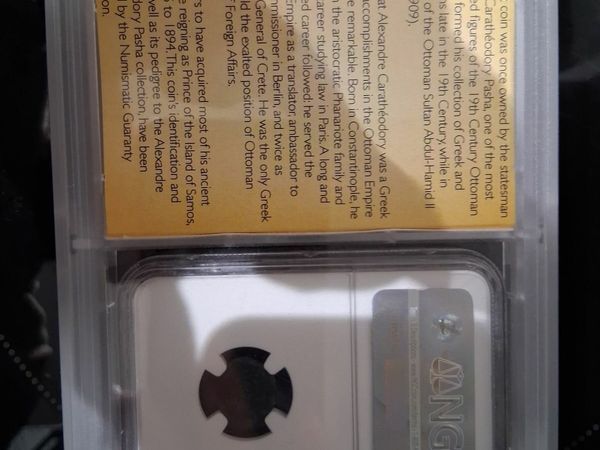 coin was once owned by the statesman
Carathéodory Pasha, one of the most
ed figures of the 19th Century Ottoman
formed his collection of Greek and
ns late in the 19th Century, while in
of the Ottoman Sultan Abdul-Hamid II
909).
at Alexandre Carathéodory was a Greek
accomplishments in the Ottoman Empire
e remarkable. Born in Constantinople, he
n the aristocratic Phanariote family, and
career studying law in Paris. A long and
ed career followed: he served the
Empire as a translator, ambassador to
mmissioner in Berlin, and twice as
General of Crete. He was the only Greek
ld the exalted position of Ottoman
f Foreign Affairs.
rs to have acquired most of his ancient
e reigning as Prince of the Island of Samos,
5 to 1894. This coin's identification and
well as its pedigree to the Alexandre
dory Pasha collection, have been
d by the Numismatic Guaranty
on.
NG